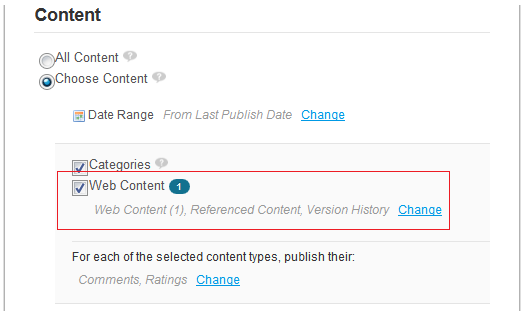 Content
All Content ?
Choose Content ?
Date Range From Last Publish Date Change
Categories ?
Web Content 1
Web Content (1), Referenced Content, Version History Change
For each of the selected content types, publish their:
Comments, Ratings Change